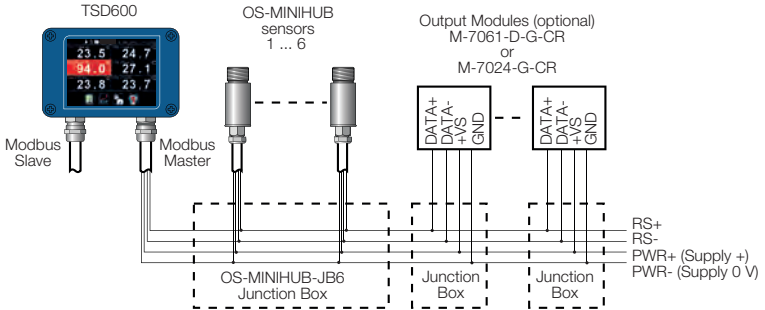 TSD600
23.5 24.7
94.0 27.1
23.8 23.7
Modbus
Slave
Modbus
Master
OS-MINIHUB
sensors
1 ... 6
Output Modules (optional)
M-7061-D-G-CR
or
M-7024-G-CR
DATA+
DATA-
+VS
GND
DATA+
DATA-
+VS
GND
RS+
RS-
PWR+ (Supply +)
PWR- (Supply 0 V)
OS-MINIHUB-JB6
Junction Box
Junction
Box
Junction
Box